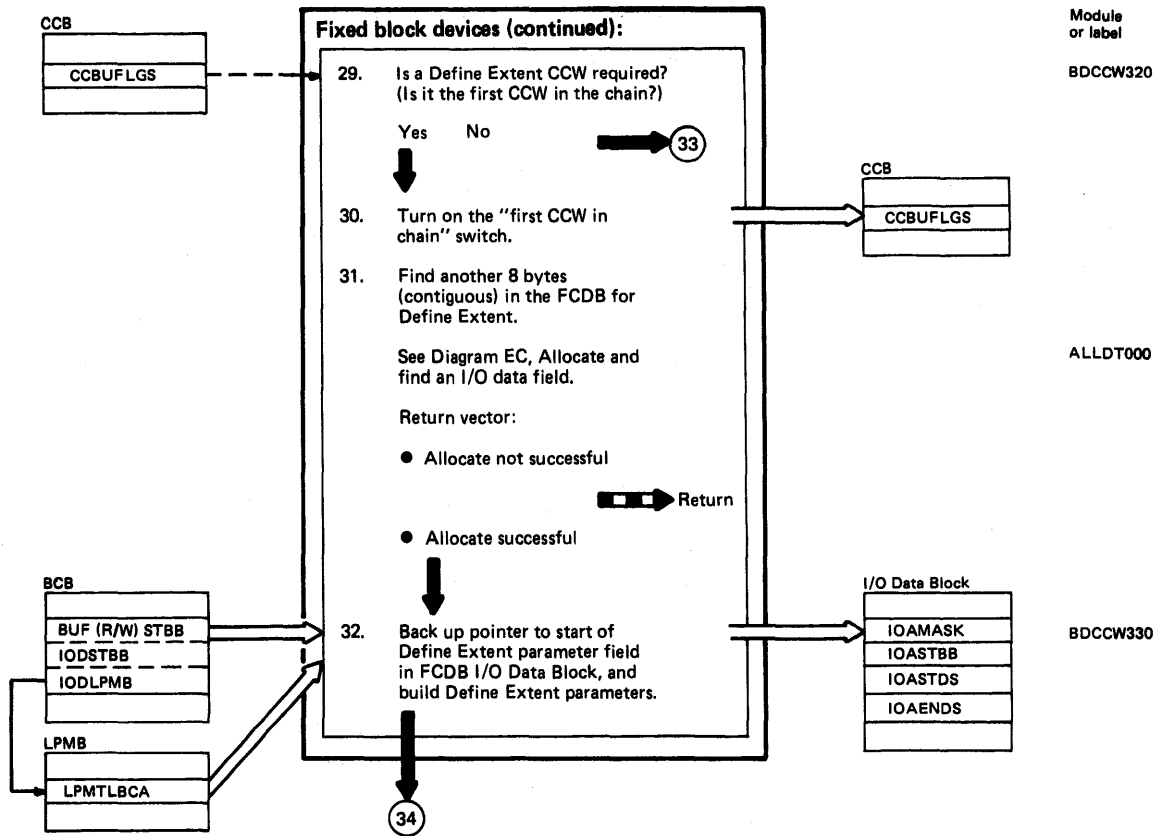 CCB
CCBUFLGS
Fixed block devices (continued):
Module
or label
29. Is a Define Extent CCW required?
(Is it the first CCW in the chain?)
BDCCW320
Yes No
33
CCB
CCBUFLGS
30. Turn on the "first CCW in
chain" switch.
31. Find another 8 bytes
(contiguous) in the FCDB for
Define Extent.
See Diagram EC, Allocate and
find an I/O data field.
ALLDT000
Return vector:
● Allocate not successful
Return
● Allocate successful
BCB
BUF (R/W) STBB
IODSTBB
IODLPMB
LPMB
LPMTLBCA
32. Back up pointer to start of
Define Extent parameter field
in FCDB I/O Data Block, and
build Define Extent parameters.
I/O Data Block
IOAMASK
IOASTBB
IOASTDS
IOAENDS
BDCCW330
34